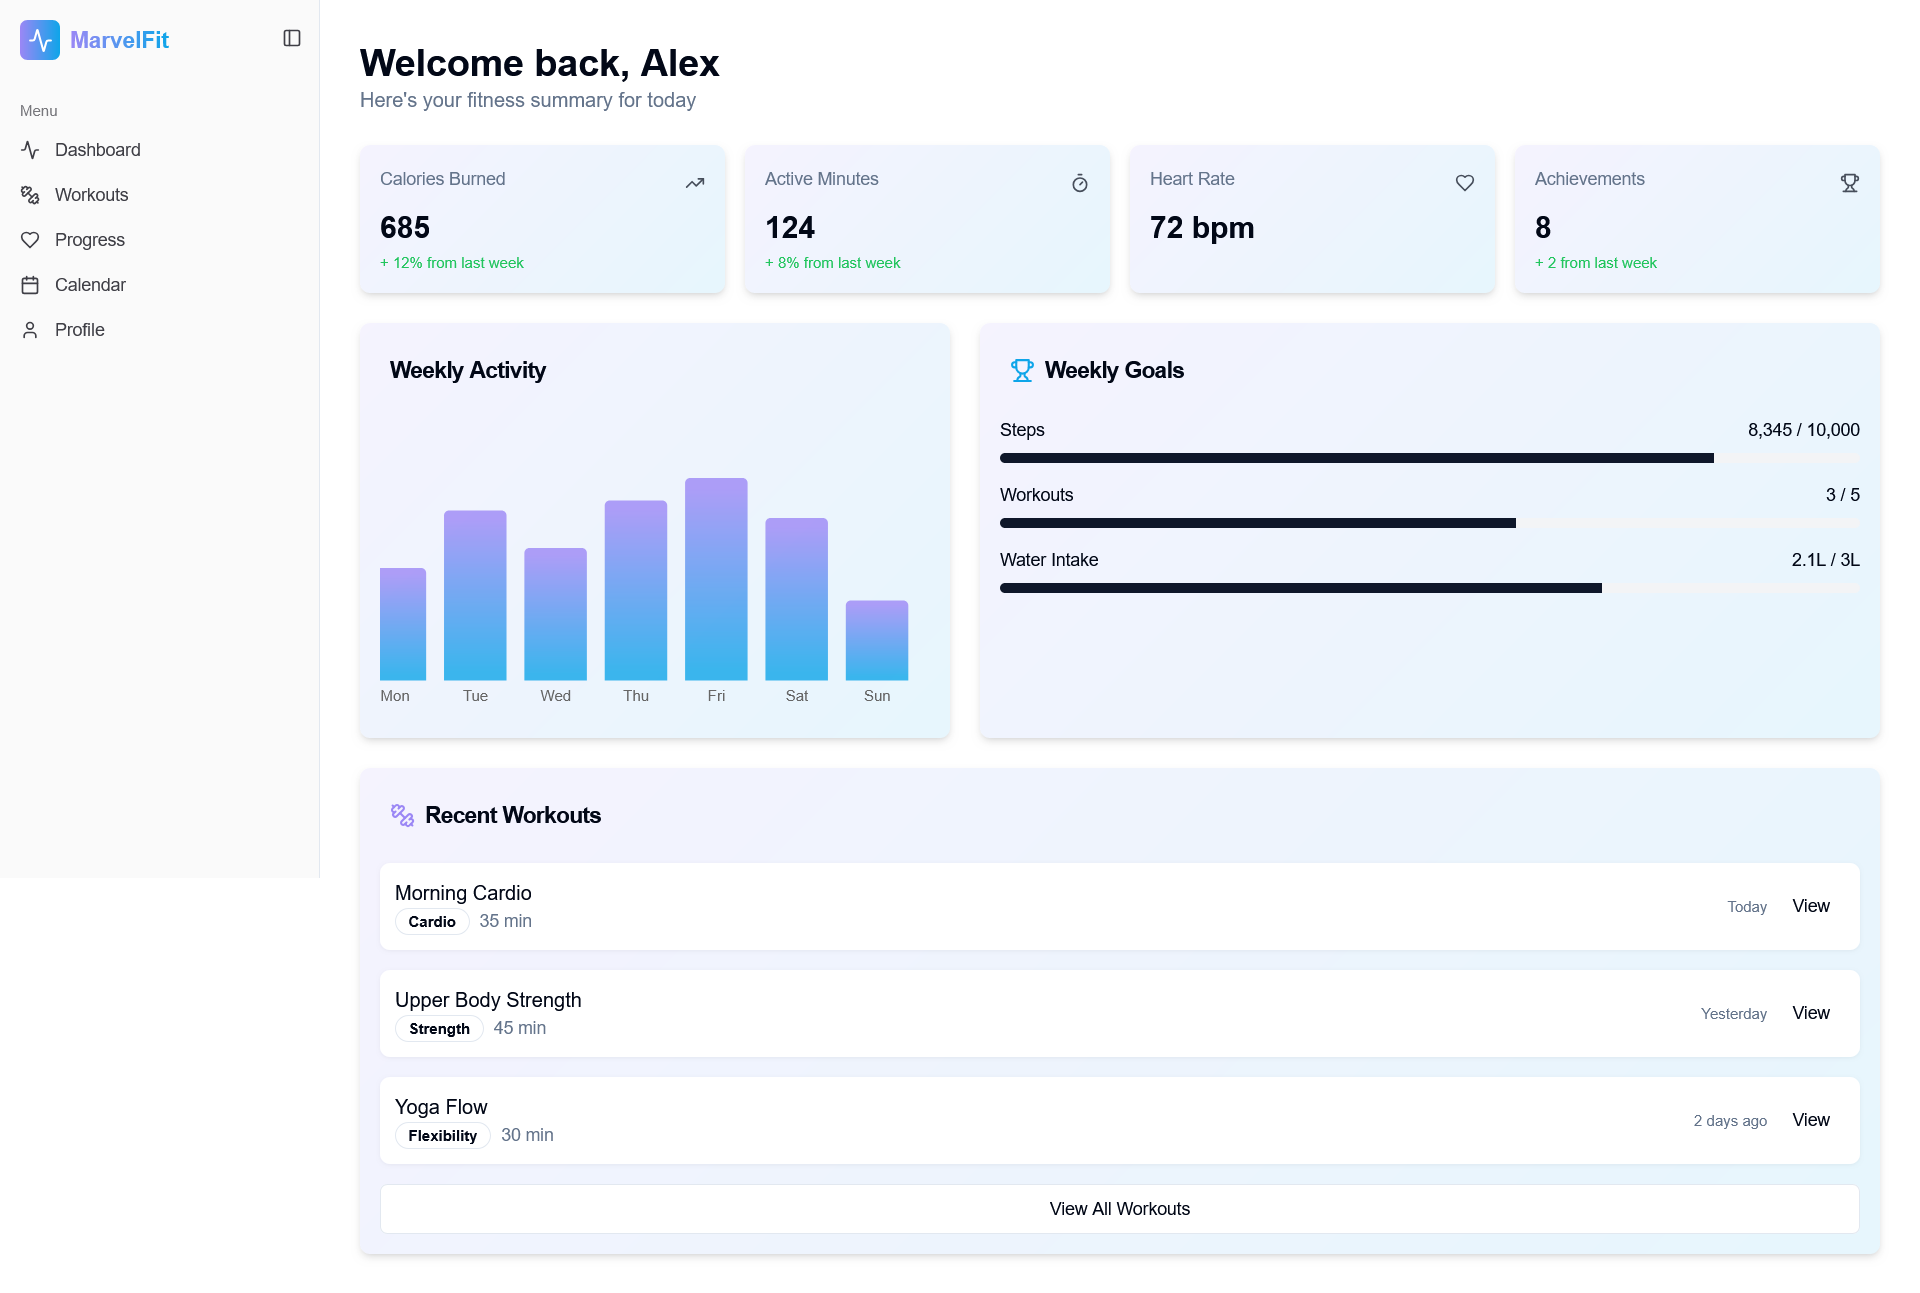 MarvelFit
Menu
Dashboard
Workouts
Progress
Calendar
Profile
Welcome back, Alex
Here's your fitness summary for today
Calories Burned
685
+ 12% from last week
Active Minutes
124
+ 8% from last week
Heart Rate
72 bpm
Achievements
8
+ 2 from last week
Weekly Activity
Mon Tue Wed Thu Fri Sat Sun
Weekly Goals
Steps 8,345 / 10,000
Workouts 3 / 5
Water Intake 2.1L / 3L
Recent Workouts
Morning Cardio
Cardio 35 min
Today View
Upper Body Strength
Strength 45 min
Yesterday View
Yoga Flow
Flexibility 30 min
2 days ago View
View All Workouts